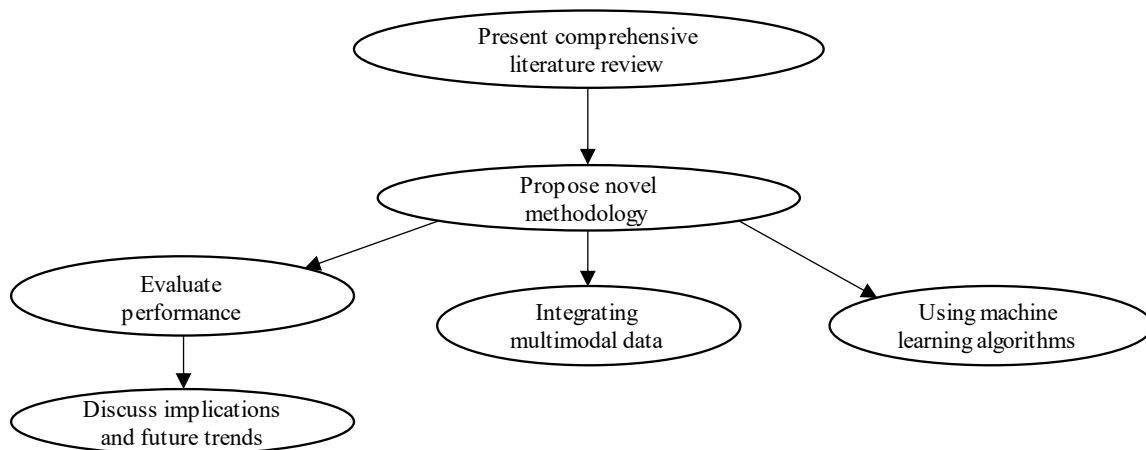 Present comprehensive
literature review
Propose novel
methodology
Evaluate
performance
Integrating
multimodal data
Using machine
learning algorithms
Discuss implications
and future trends